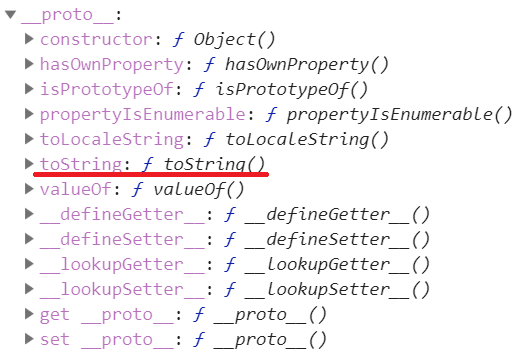 __proto__:
constructor: ƒ Object()
hasOwnProperty: ƒ hasOwnProperty()
isPrototypeOf: ƒ isPrototypeOf()
propertyIsEnumerable: ƒ propertyIsEnumerable()
toLocaleString: ƒ toLocaleString()
toString: ƒ toString()
valueOf: ƒ valueOf()
__defineGetter__: ƒ __defineGetter__()
__defineSetter__: ƒ __defineSetter__()
__lookupGetter__: ƒ __lookupGetter__()
__lookupSetter__: ƒ __lookupSetter__()
get __proto__: ƒ __proto__()
set __proto__: ƒ __proto__()